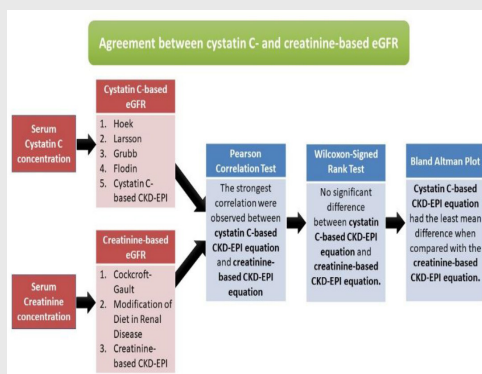 Agreement between cystatin C- and creatinine-based eGFR
Serum
Cystatin C
concentration
Cystatin C-based
eGFR
1. Hoek
2. Larsson
3. Grubb
4. Flodin
5. Cystatin C-
based CKD-EPI
Serum
Creatinine
concentration
Creatinine-based
eGFR
1. Cockcroft-
Gault
2. Modification of
Diet in Renal
Disease
3. Creatinine-
based CKD-EPI
Pearson
Correlation Test
The strongest
correlation were
observed between
cystatin C-based
CKD-EPI equation
and creatinine-
based CKD-EPI
equation
Wilcoxon-Signed
Rank Test
No significant
difference
between cystatin
C-based CKD-EPI
equation and
creatinine-based
CKD-EPI equation.
Bland Altman Plot
Cystatin C-based
CKD-EPI equation
had the least mean
difference when
compared with the
creatinine-based
CKD-EPI equation.